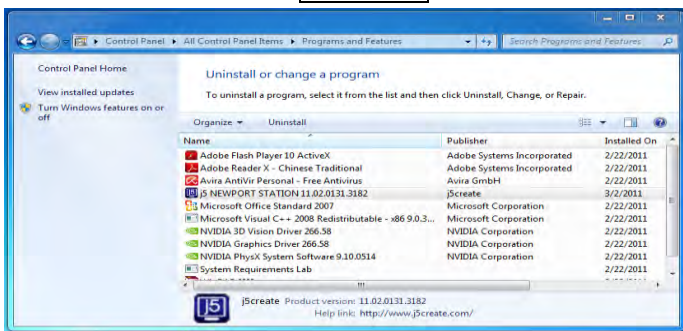 Control Panel ▸ All Control Panel Items ▸ Programs and Features
Search Programs and Features
Control Panel Home
View installed updates
Turn Windows features on or
off
Uninstall or change a program
To uninstall a program, select it from the list and then click Uninstall, Change, or Repair.
Organize Uninstall
Name Publisher Installed On
Adobe Flash Player 10 ActiveX Adobe Systems Incorporated 2/22/2011
Adobe Reader X - Chinese Traditional Adobe Systems Incorporated 2/22/2011
Avira AntiVir Personal - Free Antivirus Avira GmbH 2/22/2011
j5 NEWPORT STATION 11.02.0131.3182 j5create 3/2/2011
Microsoft Office Standard 2007 Microsoft Corporation 2/22/2011
Microsoft Visual C++ 2008 Redistributable - x86 9.0.3... Microsoft Corporation 2/22/2011
NVIDIA 3D Vision Driver 266.58 NVIDIA Corporation 2/22/2011
NVIDIA Graphics Driver 266.58 NVIDIA Corporation 2/22/2011
NVIDIA PhysX System Software 9.10.0514 NVIDIA Corporation 2/22/2011
System Requirements Lab 2/22/2011
j5create Product version: 11.02.0131.3182
j5 Help link: http://www.j5create.com/